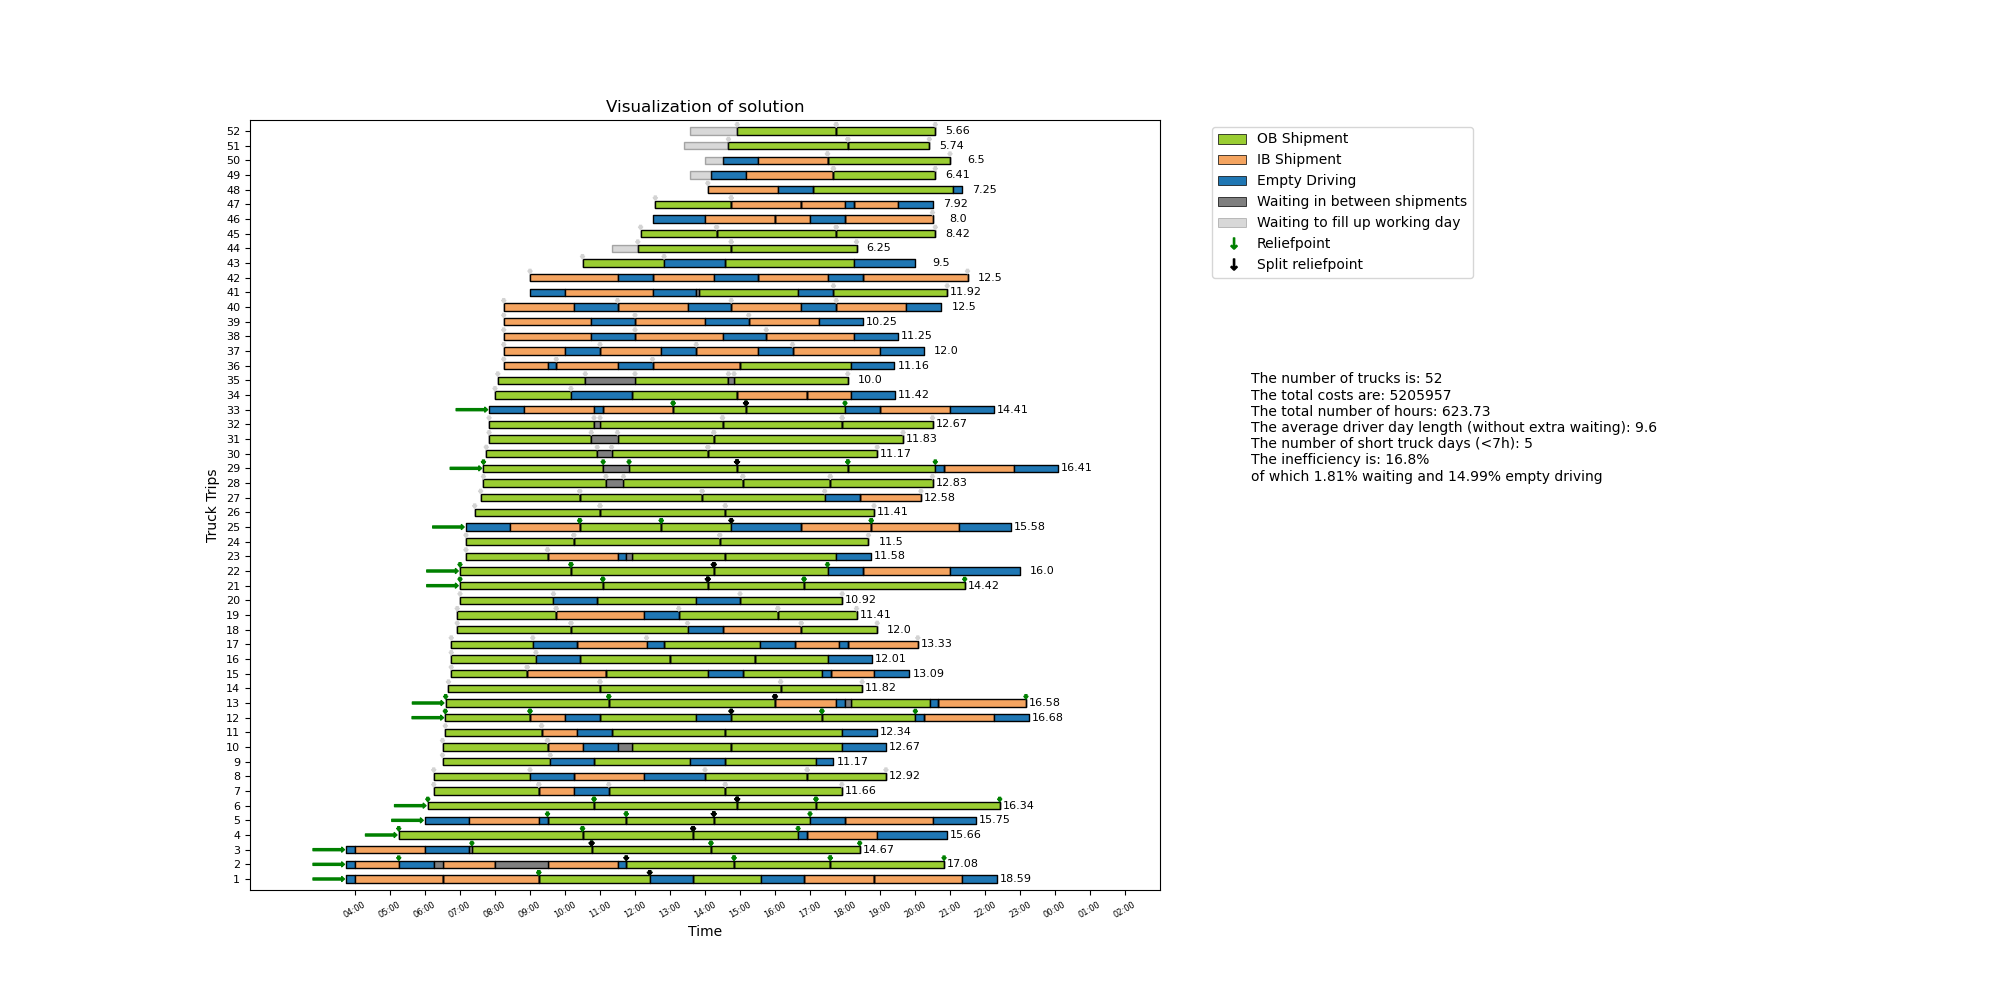 Visualization of solution
52 5.66
51 5.74
50 6.5
49 6.41
48 7.25
47 7.92
46 8.0
45 8.42
44 6.25
43 9.5
42 12.5
41 11.92
40 12.5
39 10.25
38 11.25
37 12.0
36 11.16
35 10.0
34 11.42
33 14.41
32 12.67
31 11.83
30 11.17
29 16.41
28 12.83
27 12.58
26 11.41
25 15.58
24 11.5
23 11.58
22 16.0
21 14.42
20 10.92
19 11.41
18 12.0
17 13.33
16 12.01
15 13.09
14 11.82
13 16.58
12 16.68
11 12.34
10 12.67
9 11.17
8 12.92
7 11.66
6 16.34
5 15.75
4 15.66
3 14.67
2 17.08
1 18.59
Truck Trips
04:00 05:00 06:00 07:00 08:00 09:00 10:00 11:00 12:00 13:00 14:00 15:00 16:00 17:00 18:00 19:00 20:00 21:00 22:00 23:00 00:00 01:00 02:00
Time
OB Shipment
IB Shipment
Empty Driving
Waiting in between shipments
Waiting to fill up working day
Reliefpoint
Split reliefpoint
The number of trucks is: 52
The total costs are: 5205957
The total number of hours: 623.73
The average driver day length (without extra waiting): 9.6
The number of short truck days (<7h): 5
The inefficiency is: 16.8%
of which 1.81% waiting and 14.99% empty driving